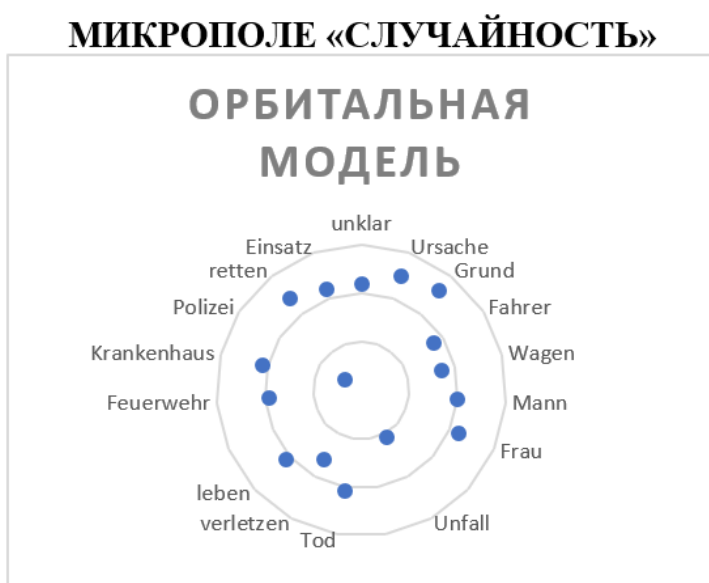 МИКРОПОЛЕ «СЛУЧАЙНОСТЬ»
ОРБИТАЛЬНАЯ
МОДЕЛЬ
unklar
Ursache
Grund
Fahrer
Wagen
Mann
Frau
Unfall
Tod
verletzen
leben
Feuerwehr
Krankenhaus
Polizei
retten
Einsatz